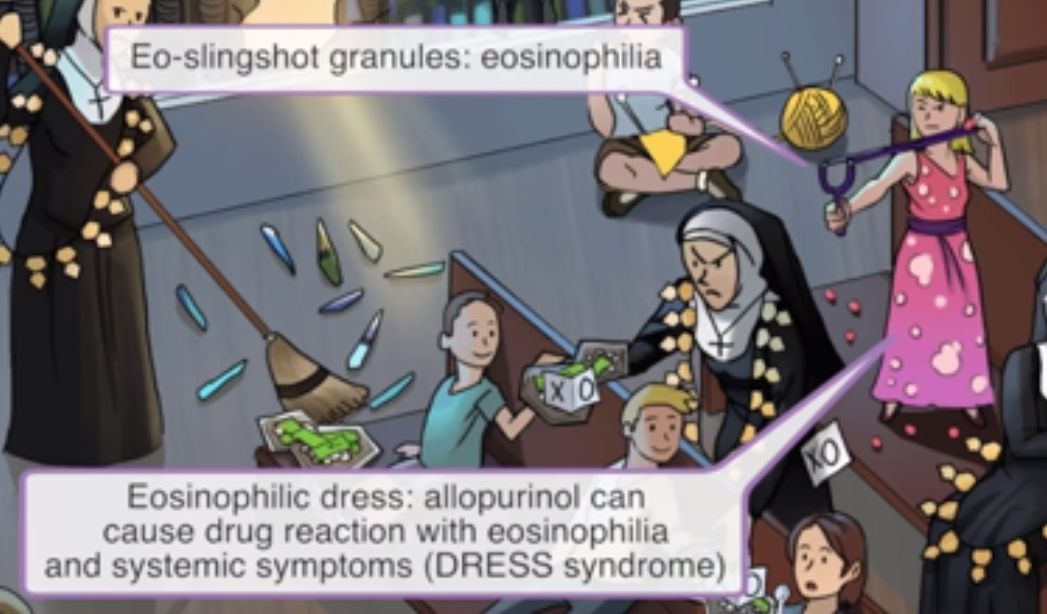 Eo-slingshot granules: eosinophilia
X O
XO
Eosinophilic dress: allopurinol can
cause drug reaction with eosinophilia
and systemic symptoms (DRESS syndrome)